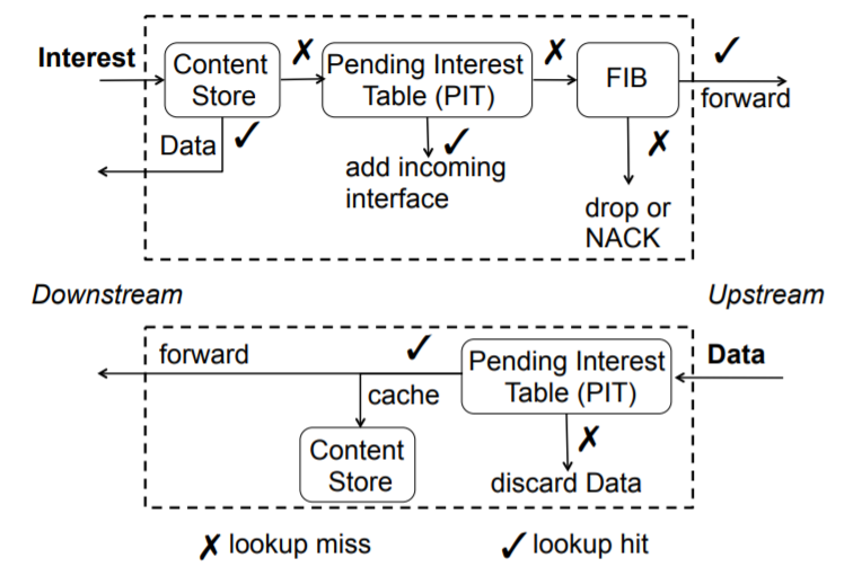 Interest
Content
Store
✗
Pending Interest
Table (PIT)
✗
FIB
✓
forward
Data
✓
✓
add incoming
interface
✗
drop or
NACK
Downstream
Upstream
forward
✓
Pending Interest
Table (PIT)
Data
cache
✗
Content
Store
discard Data
✗ lookup miss
✓ lookup hit